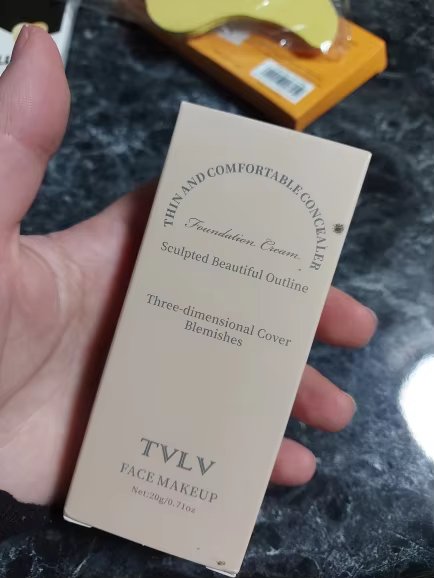 THIN AND COMFORTABLE CONCEALER
Foundation Cream
Sculpted Beautiful Outline
Three-dimensional Cover
Blemishes
TVLV
FACE MAKEUP
Net:20g/0.71oz